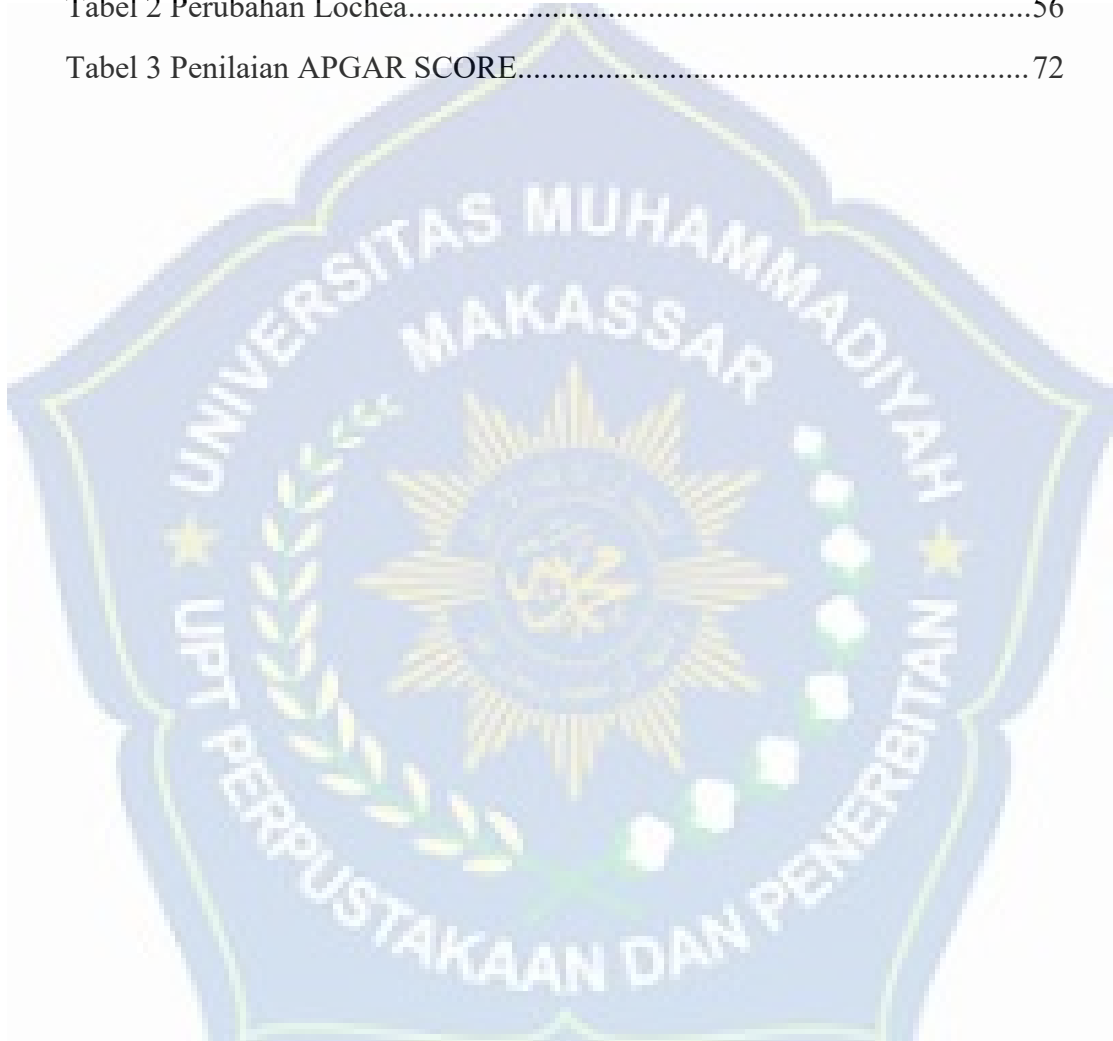 Tabel 2 Perubahan Lochea................................................................................56
Tabel 3 Penilaian APGAR SCORE.................................................................. 72
UNIVERSITAS MUHAMMADIYAH
MAKASSAR
UPT PERPUSTAKAAN DAN PENERBITAN